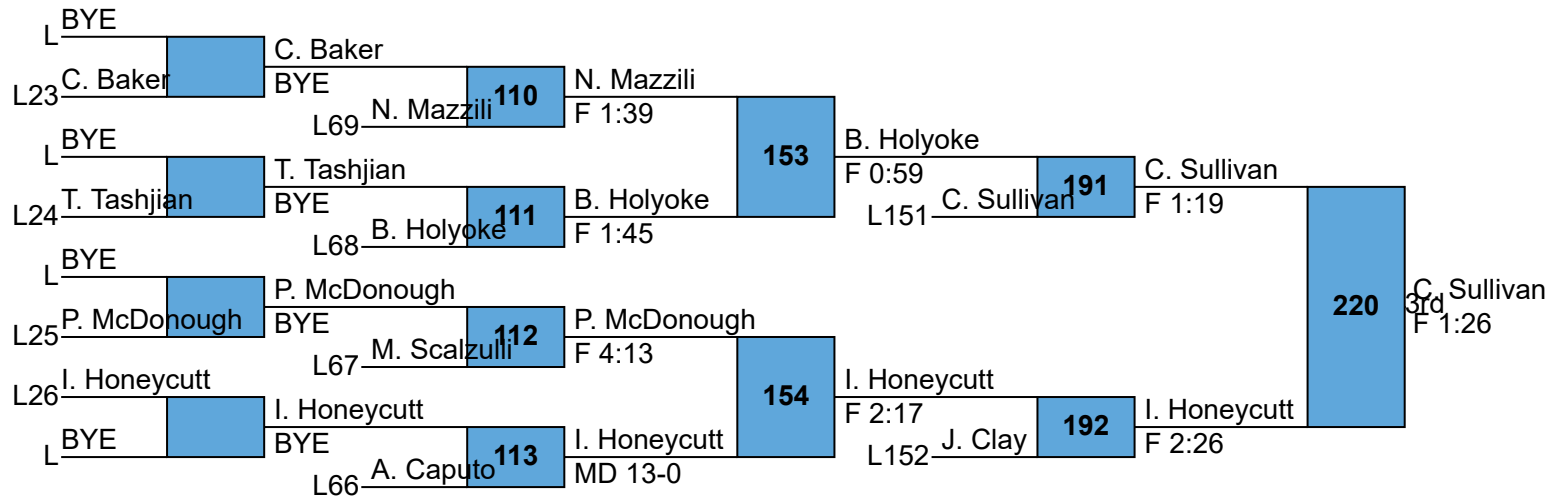 BYE
L
C. Baker
L23
C. Baker
BYE
N. Mazzili
L69
110
N. Mazzili
F 1:39
BYE
L
T. Tashjian
L24
T. Tashjian
BYE
B. Holyoke
L68
111
B. Holyoke
F 1:45
153
B. Holyoke
F 0:59
C. Sullivan
L151
191
C. Sullivan
F 1:19
BYE
L
P. McDonough
L25
P. McDonough
BYE
M. Scalzulli
L67
112
P. McDonough
F 4:13
I. Honeycutt
L26
BYE
L
I. Honeycutt
BYE
A. Caputo
L66
113
I. Honeycutt
MD 13-0
154
I. Honeycutt
F 2:17
J. Clay
L152
192
I. Honeycutt
F 2:26
220
C. Sullivan
3rd
F 1:26